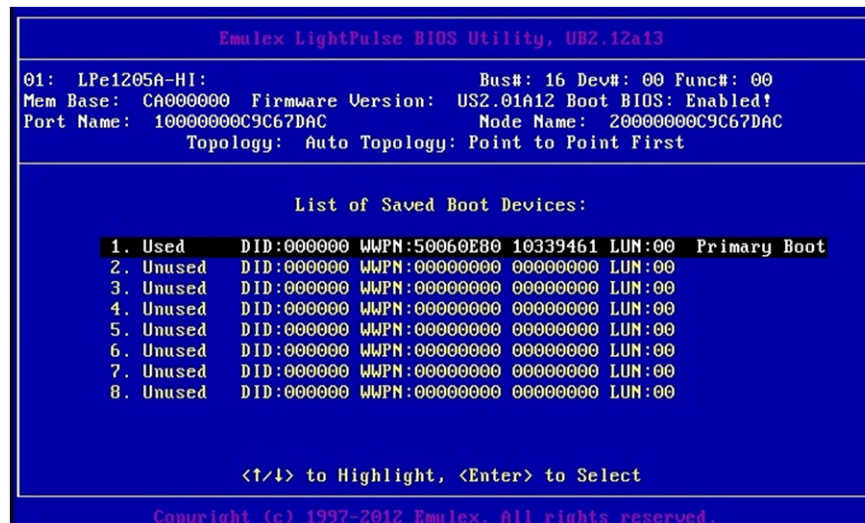 Emulex LightPulse BIOS Utility, UB2.12a13
01: LPe1205A-HI: Bus#: 16 Dev#: 00 Func#: 00
Mem Base: CA000000 Firmware Version: US2.01A12 Boot BIOS: Enabled!
Port Name: 10000000C9C67DAC Node Name: 20000000C9C67DAC
Topology: Auto Topology: Point to Point First
List of Saved Boot Devices:
1. Used DID:000000 WWPN:50060E80 10339461 LUN:00 Primary Boot
2. Unused DID:000000 WWPN:00000000 00000000 LUN:00
3. Unused DID:000000 WWPN:00000000 00000000 LUN:00
4. Unused DID:000000 WWPN:00000000 00000000 LUN:00
5. Unused DID:000000 WWPN:00000000 00000000 LUN:00
6. Unused DID:000000 WWPN:00000000 00000000 LUN:00
7. Unused DID:000000 WWPN:00000000 00000000 LUN:00
8. Unused DID:000000 WWPN:00000000 00000000 LUN:00
<↑/↓> to Highlight, <Enter> to Select
Copyright (c) 1997-2012 Emulex. All rights reserved.